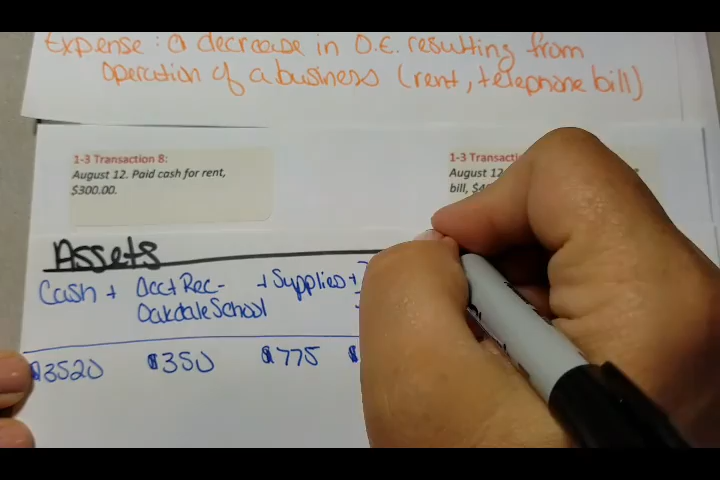 Expense: a decrease in O.E. resulting from
operation of a business (rent, telephone bill)
1-3 Transaction 8:
August 12. Paid cash for rent,
$300.00.
1-3 Transacti
August 12
bill, $4
Assets
Cash + Acct Rec- + Supplies +
Oakdale School
$3520 $350 $775 $